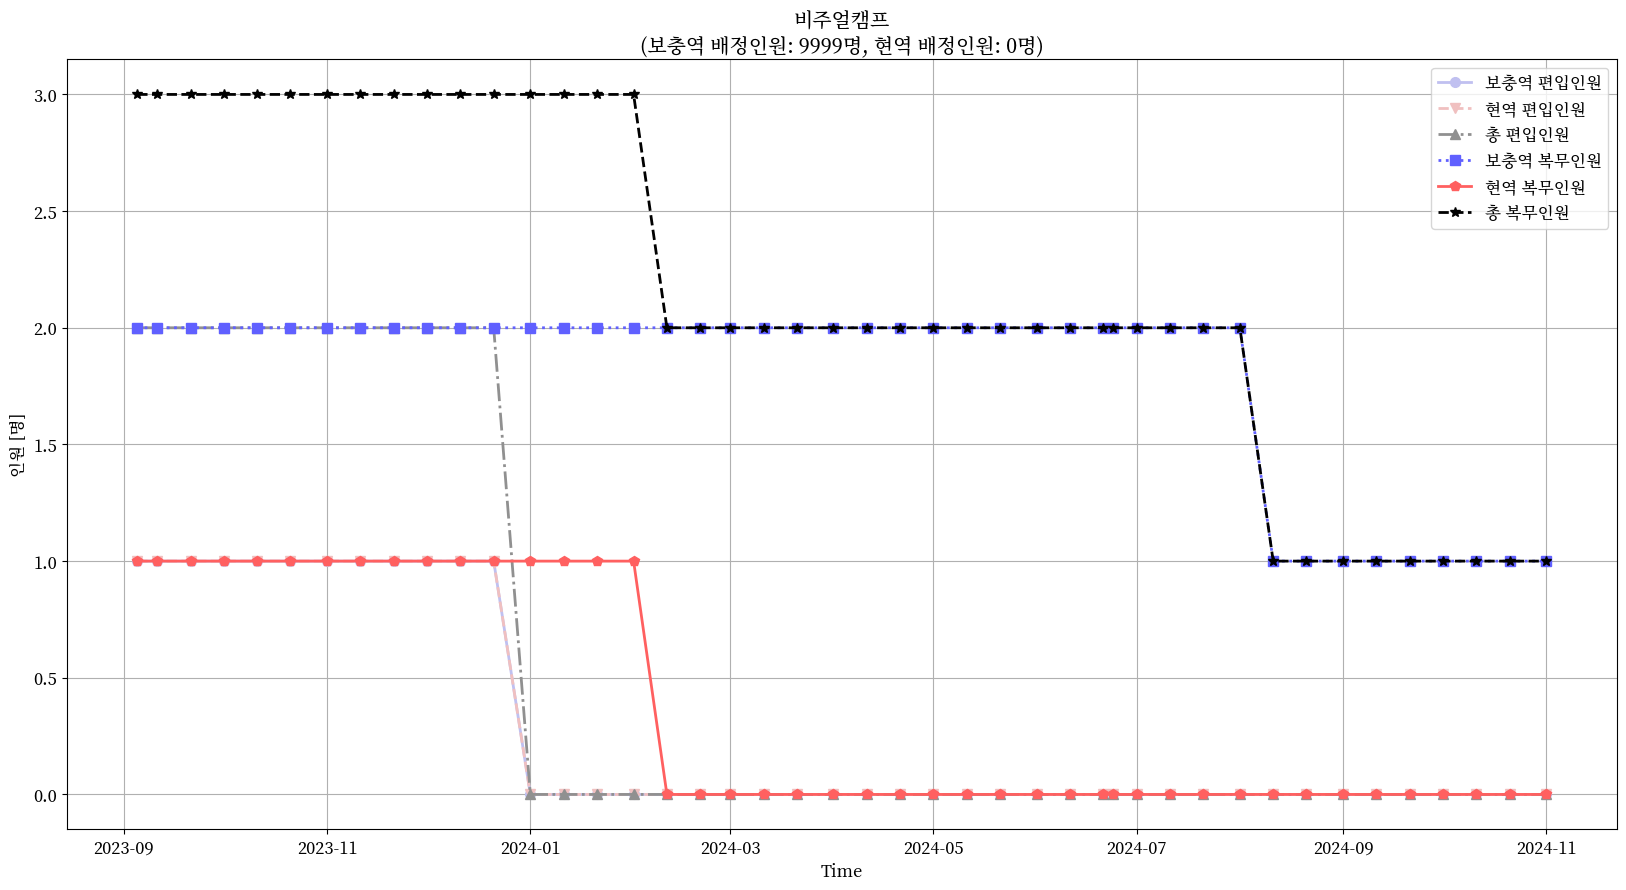 비주얼캠프
(보충역 배정인원: 9999명, 현역 배정인원: 0명)
보충역 편입인원
현역 편입인원
총 편입인원
보충역 복무인원
현역 복무인원
총 복무인원
3.0
2.5
2.0
1.5
1.0
0.5
0.0
인원 [명]
2023-09 2023-11 2024-01 2024-03 2024-05 2024-07 2024-09 2024-11
Time